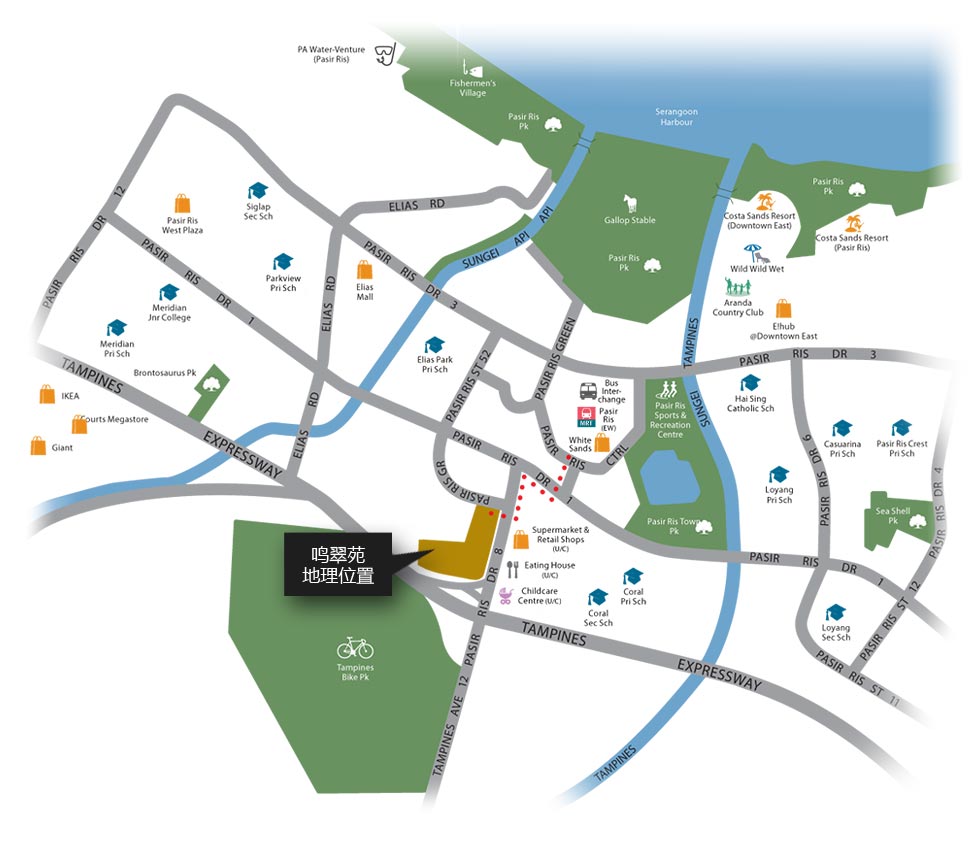 PA Water-Venture
(Pasir Ris)
Fishermen's
Village
Pasir Ris
Pk
Serangoon
Harbour
Pasir Ris
Pk
Siglap
Sec Sch
Pasir Ris
West Plaza
ELIAS RD
Gallop Stable
Costa Sands Resort
(Downtown East)
Costa Sands Resort
(Pasir Ris)
PASIR RIS DR 12
PASIR RIS DR 3
SUNGEI API API
Pasir Ris
Pk
Wild Wild Wet
PASIR RIS DR 1
Parkview
Pri Sch
Elias
Mall
Aranda
Country Club
Meridian
Jnr College
ELIAS RD
E!hub
@Downtown East
Meridian
Pri Sch
Elias Park
Pri Sch
PASIR RIS ST 52
PASIR RIS GREEN
SUNGEI TAMPINES
PASIR RIS DR 3
TAMPINES EXPRESSWAY
Brontosaurus Pk
IKEA
Courts Megastore
Giant
ELIAS RD
Bus
Inter-
change
MRT
Pasir
Ris
(EW)
White
Sands
PASIR RIS CTRL
Pasir Ris
Sports &
Recreation
Centre
Hai Sing
Catholic Sch
Casuarina
Pri Sch
Pasir Ris Crest
Pri Sch
PASIR RIS DR 6
PASIR RIS DR 4
PASIR RIS DR 1
PASIR RIS GR
Loyang
Pri Sch
Sea Shell
Pk
Pasir Ris Town
Pk
Supermarket &
Retail Shops
(U/C)
鸣翠苑
地理位置
PASIR RIS DR 8
Eating House
(U/C)
Childcare
Centre (U/C)
Coral
Sec Sch
Coral
Pri Sch
PASIR RIS DR 1
PASIR RIS ST 12
Loyang
Sec Sch
PASIR RIS ST 11
TAMPINES EXPRESSWAY
Tampines
Bike Pk
TAMPINES AVE 12
TAMPINES